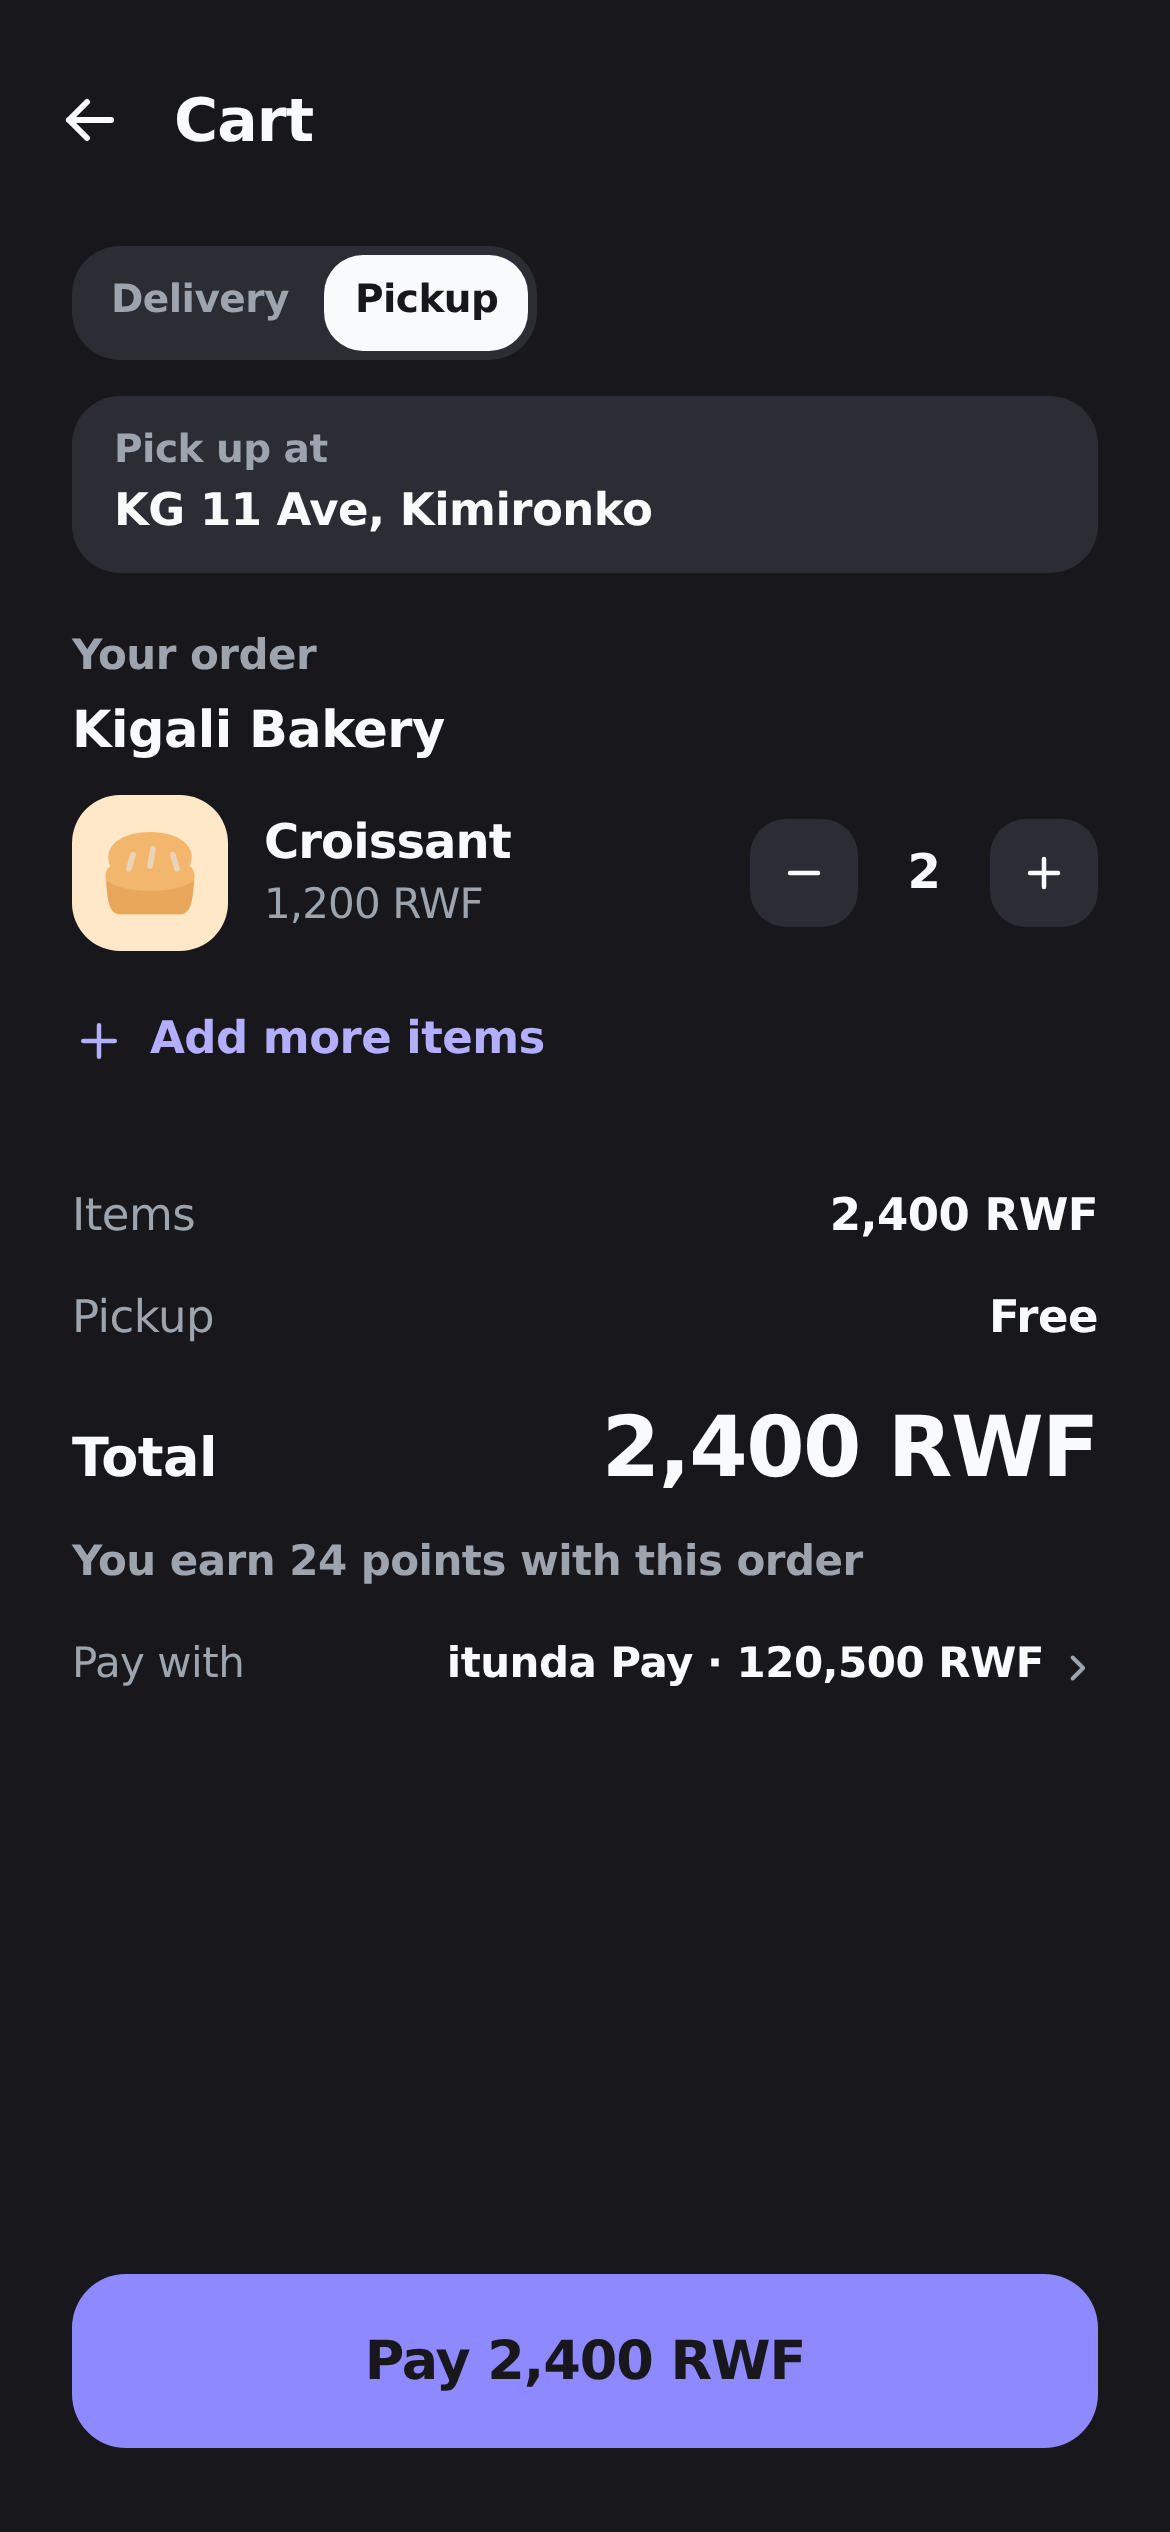 Cart
Delivery Pickup
Pick up at
KG 11 Ave, Kimironko
Your order
Kigali Bakery
Croissant
1,200 RWF
2
Add more items
Items 2,400 RWF
Pickup Free
Total 2,400 RWF
You earn 24 points with this order
Pay with itunda Pay · 120,500 RWF
Pay 2,400 RWF